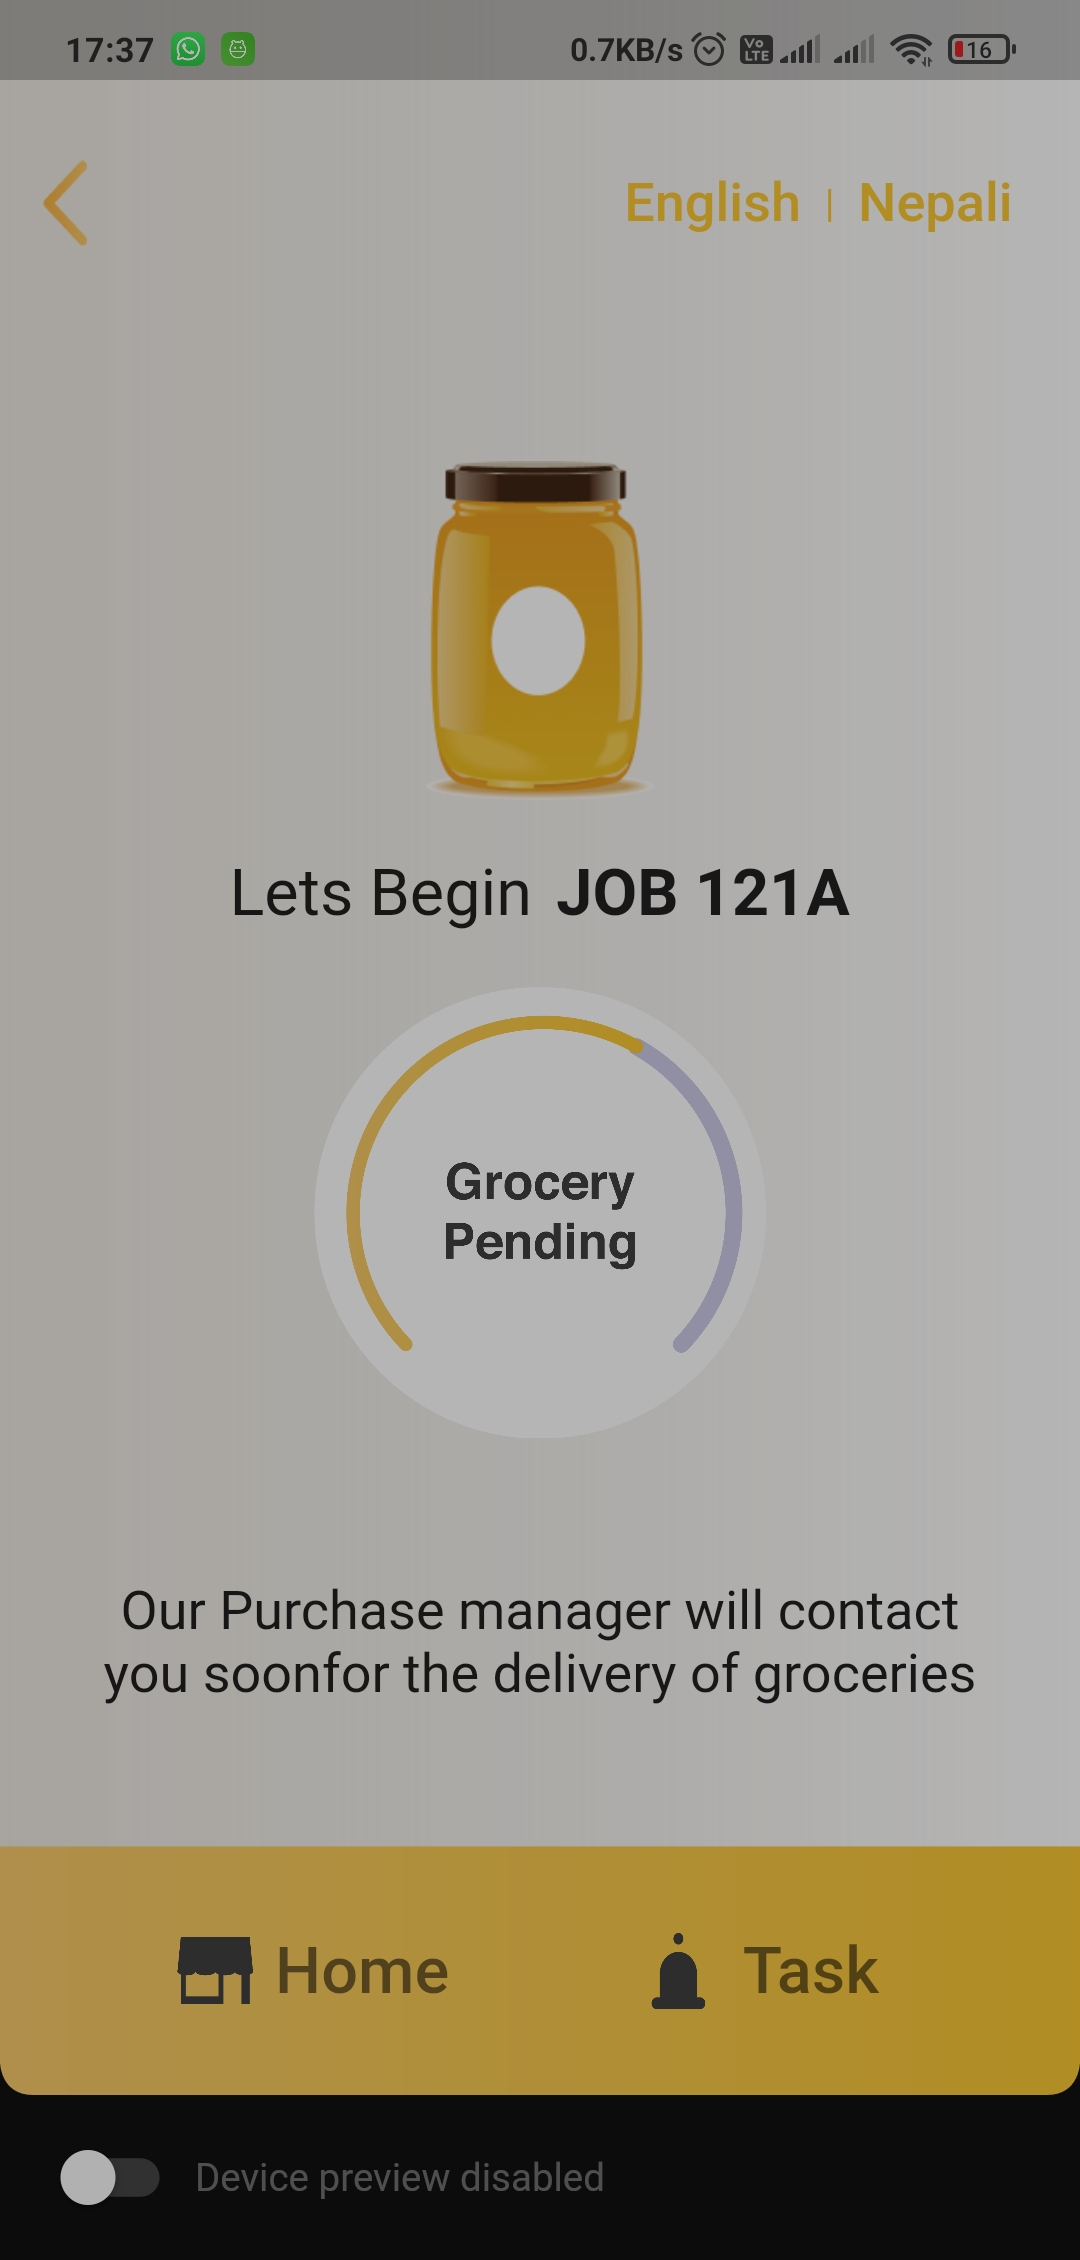 17:37 0.7KB/s Vo LTE 16
English | Nepali
Lets Begin JOB 121A
Grocery
Pending
Our Purchase manager will contact
you soonfor the delivery of groceries
Home Task
Device preview disabled